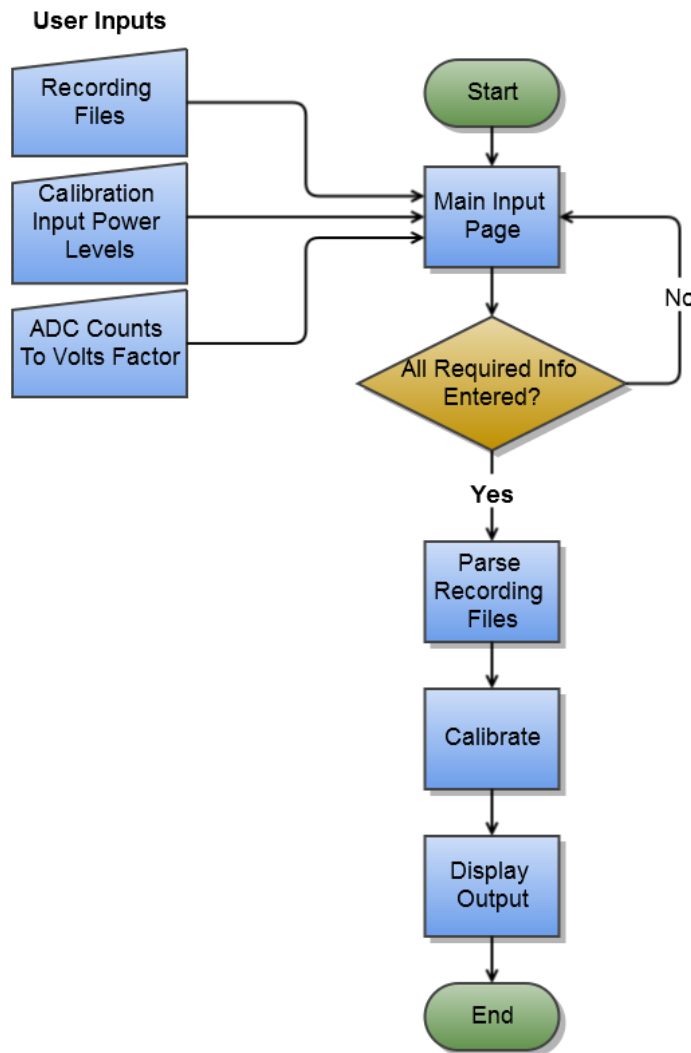 User Inputs
Recording
Files
Calibration
Input Power
Levels
ADC Counts
To Volts Factor
Start
Main Input
Page
No
All Required Info
Entered?
Yes
Parse
Recording
Files
Calibrate
Display
Output
End